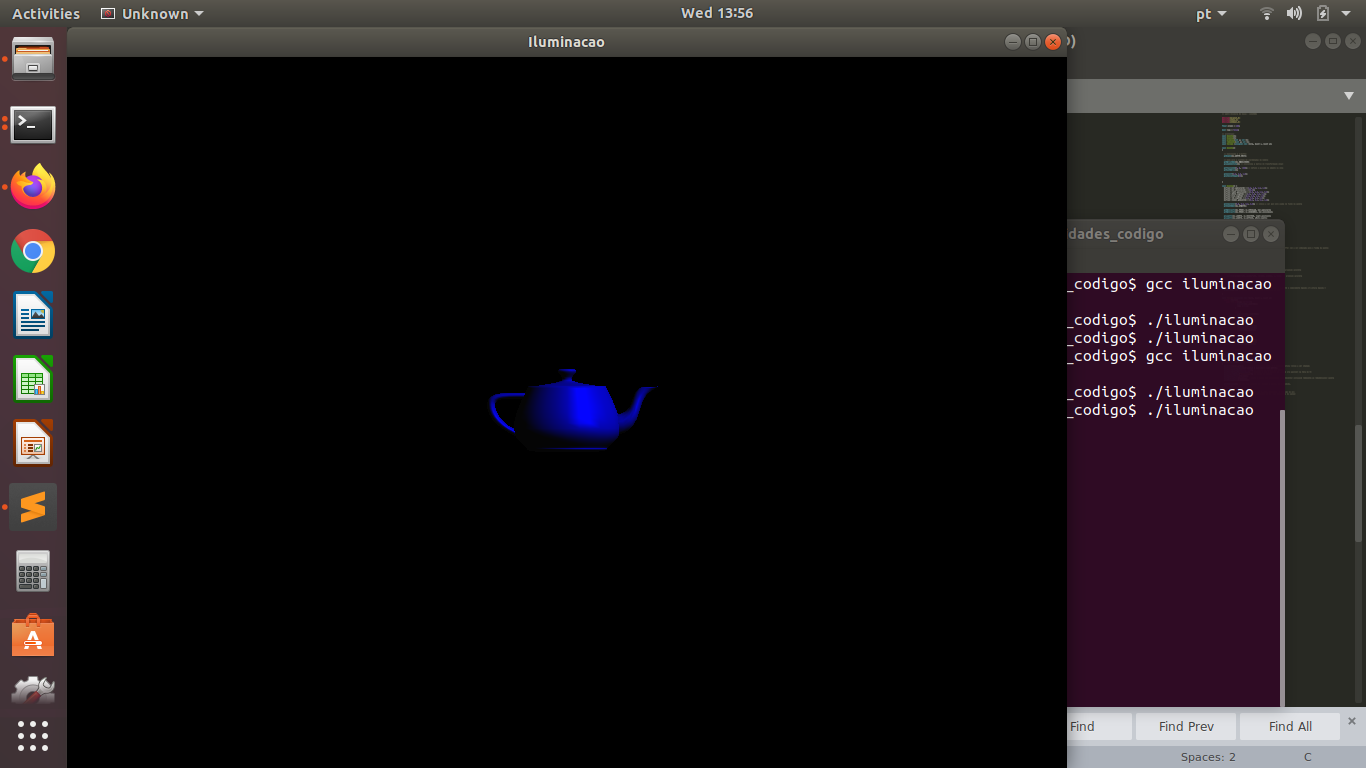 Activities Unknown Wed 13:56 pt
Iluminacao
)
dades_codigo
_codigo$ gcc iluminacao
_codigo$ ./iluminacao
_codigo$ ./iluminacao
_codigo$ gcc iluminacao
_codigo$ ./iluminacao
_codigo$ ./iluminacao
Find Find Prev Find All
Spaces: 2 C